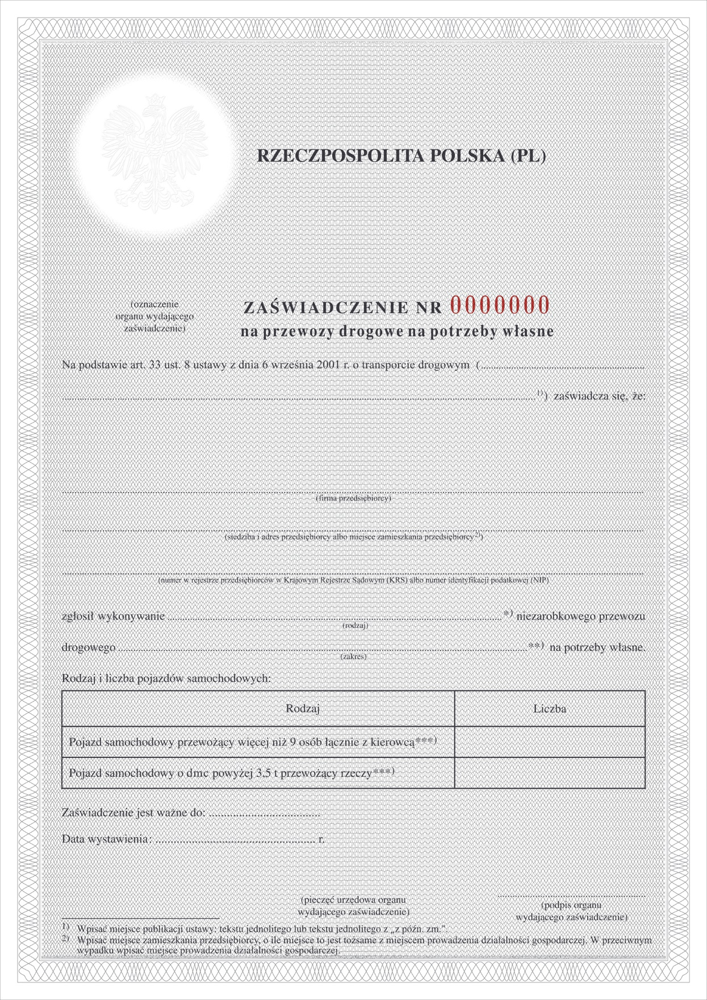 RZECZPOSPOLITA POLSKA (PL)
(oznaczenie
organu wydającego
zaświadczenie)
ZAŚWIADCZENIE NR 0000000
na przewozy drogowe na potrzeby własne
Na podstawie art. 33 ust. 8 ustawy z dnia 6 września 2001 r. o transporcie drogowym (..........
..........1)) zaświadcza się, że:
(firma przedsiębiorcy)
(siedziba i adres przedsiębiorcy albo miejsce zamieszkania przedsiębiorcy2))
(numer w rejestrze przedsiębiorców w Krajowym Rejestrze Sądowym (KRS) albo numer identyfikacji podatkowej (NIP)
zgłosił wykonywanie ..........*) niezarobkowego przewozu
(rodzaj)
drogowego ..........**) na potrzeby własne.
(zakres)
Rodzaj i liczba pojazdów samochodowych:
Rodzaj Liczba
Pojazd samochodowy przewożący więcej niż 9 osób łącznie z kierowcą***)
Pojazd samochodowy o dmc powyżej 3,5 t przewożący rzeczy***)
Zaświadczenie jest ważne do: ..........
Data wystawienia: .......... r.
(pieczęć urzędowa organu
wydającego zaświadczenie)
(podpis organu
wydającego zaświadczenie)
1) Wpisać miejsce publikacji ustawy: tekstu jednolitego lub tekstu jednolitego z „z późn. zm.".
2) Wpisać miejsce zamieszkania przedsiębiorcy, o ile miejsce to jest tożsame z miejscem prowadzenia działalności gospodarczej. W przeciwnym
wypadku wpisać miejsce prowadzenia działalności gospodarczej.